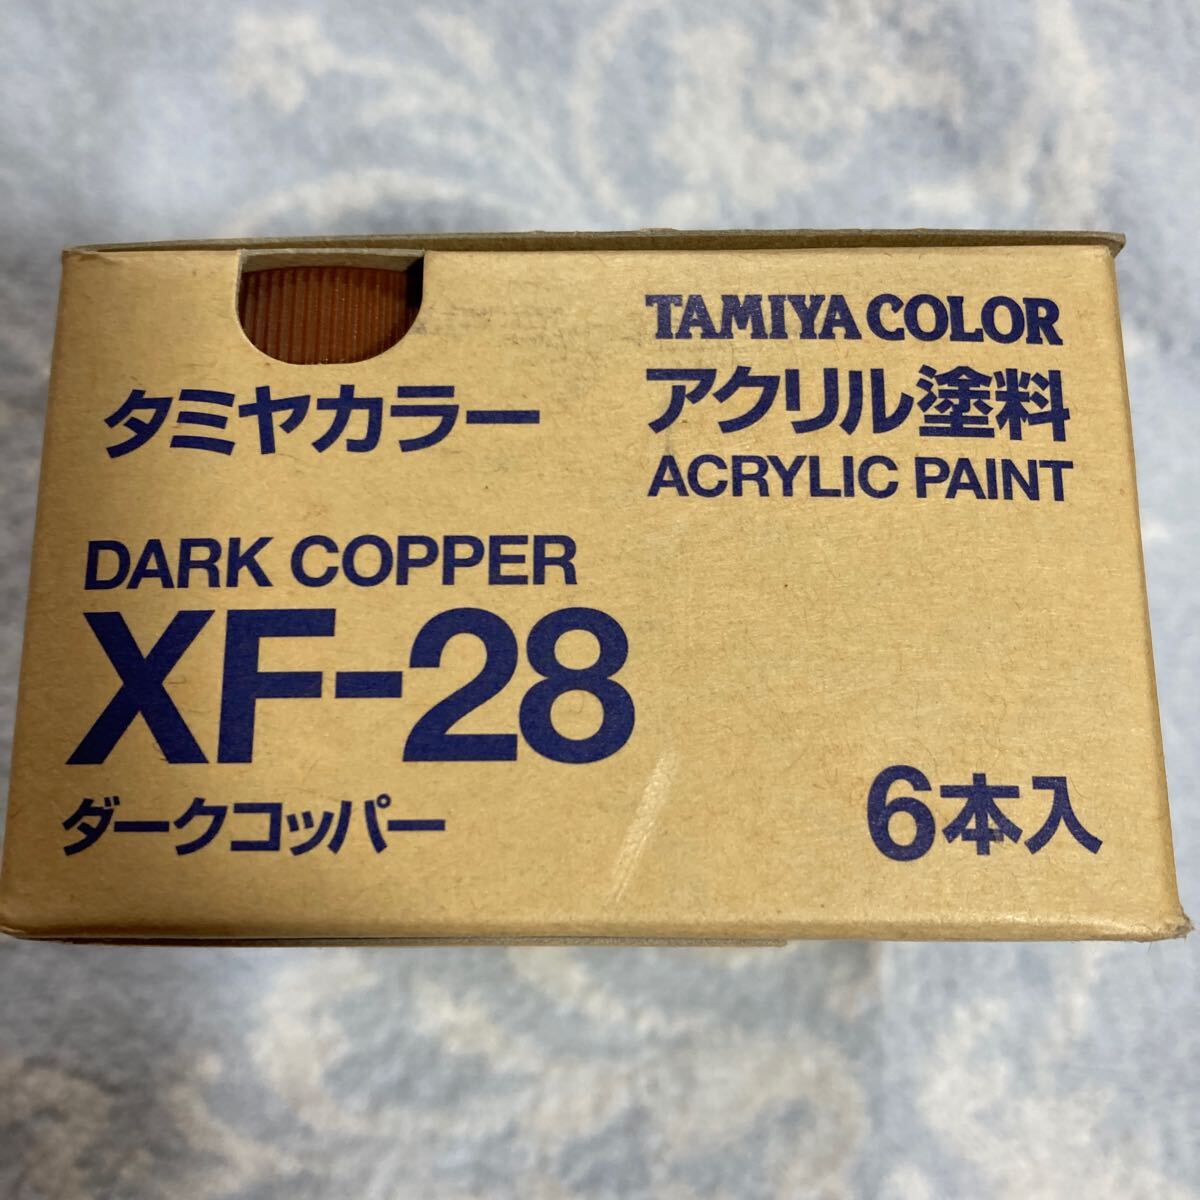 TAMIYA COLOR
アクリル塗料
ACRYLIC PAINT
タミヤカラー
DARK COPPER
XF-28
ダークコッパー
6本入